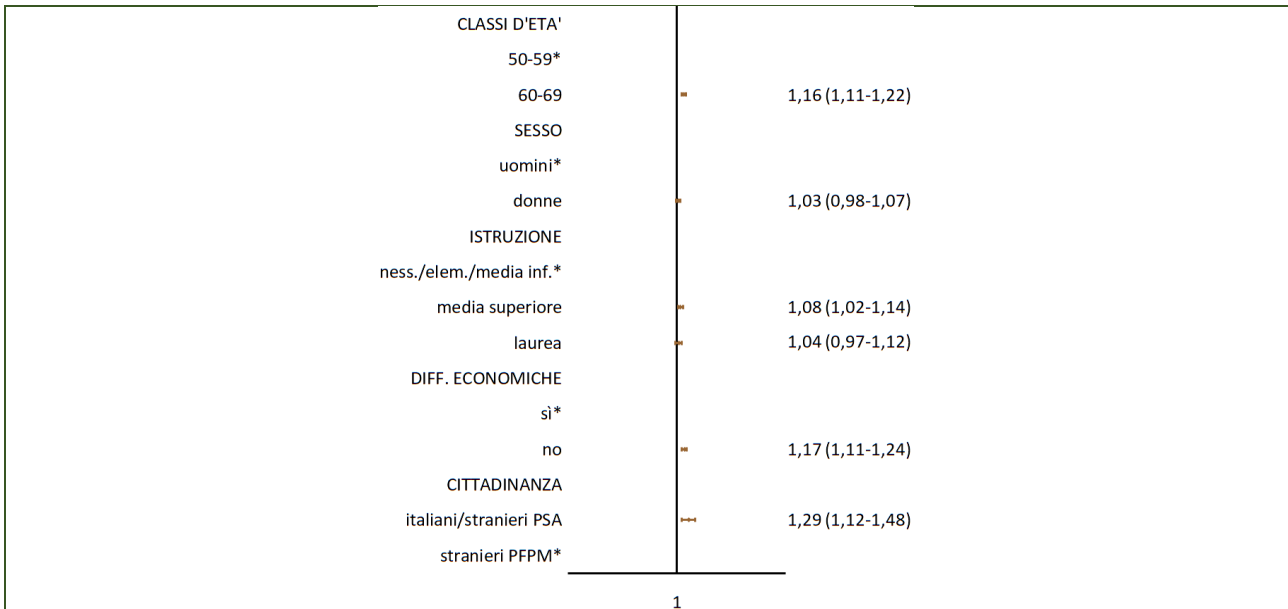 CLASSI D'ETA'
50-59*
60-69 1,16 (1,11-1,22)
SESSO
uomini*
donne 1,03 (0,98-1,07)
ISTRUZIONE
ness./elem./media inf.*
media superiore 1,08 (1,02-1,14)
laurea 1,04 (0,97-1,12)
DIFF. ECONOMICHE
sì*
no 1,17 (1,11-1,24)
CITTADINANZA
italiani/stranieri PSA 1,29 (1,12-1,48)
stranieri PFPM*
1